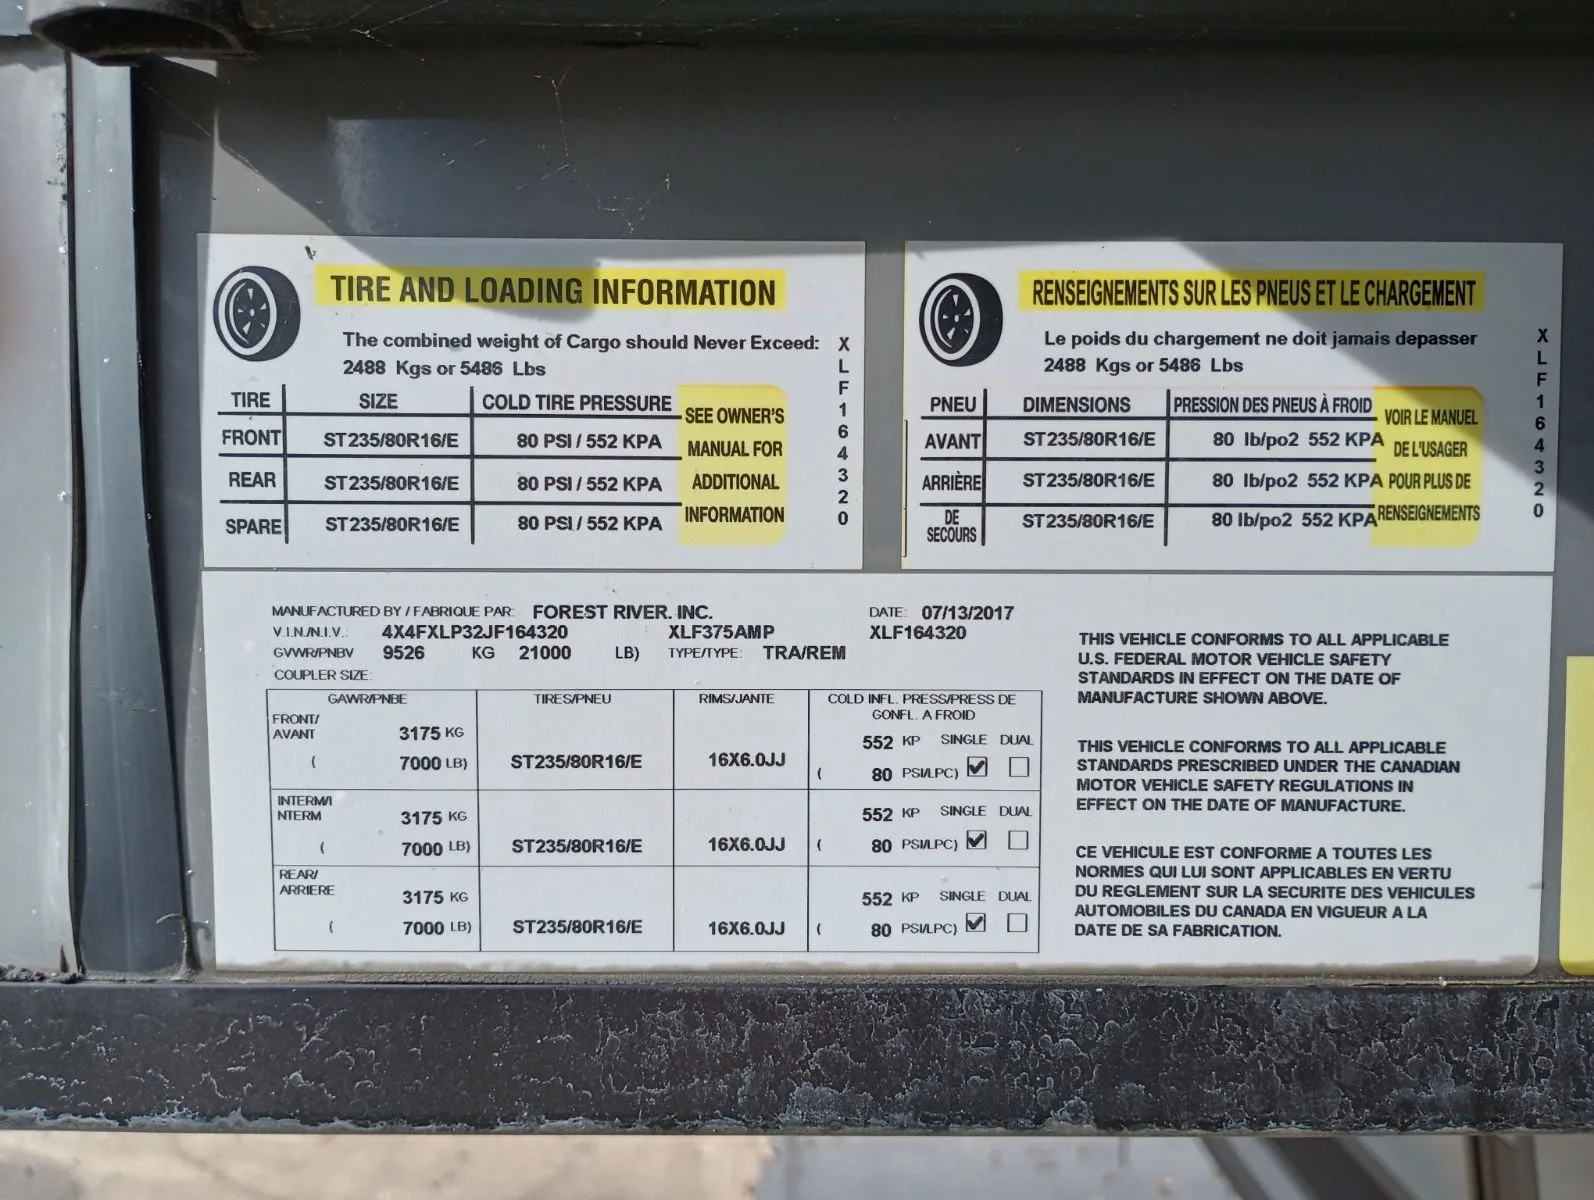 TIRE AND LOADING INFORMATION
The combined weight of Cargo should Never Exceed:
2488 Kgs or 5486 Lbs
TIRE SIZE COLD TIRE PRESSURE
FRONT ST235/80R16/E 80 PSI / 552 KPA
REAR ST235/80R16/E 80 PSI / 552 KPA
SPARE ST235/80R16/E 80 PSI / 552 KPA
SEE OWNER'S
MANUAL FOR
ADDITIONAL
INFORMATION
XLF164320
RENSEIGNEMENTS SUR LES PNEUS ET LE CHARGEMENT
Le poids du chargement ne doit jamais depasser
2488 Kgs or 5486 Lbs
PNEU DIMENSIONS PRESSION DES PNEUS À FROID
AVANT ST235/80R16/E 80 lb/po2 552 KPA
ARRIÈRE ST235/80R16/E 80 lb/po2 552 KPA
DE
SECOURS ST235/80R16/E 80 lb/po2 552 KPA
VOIR LE MANUEL
DE L'USAGER
POUR PLUS DE
RENSEIGNEMENTS
XLF164320
MANUFACTURED BY / FABRIQUE PAR: FOREST RIVER. INC. DATE: 07/13/2017
V.I.N./N.I.V.: 4X4FXLP32JF164320 XLF375AMP XLF164320
GVWR/PNBV 9526 KG 21000 LB) TYPE/TYPE: TRA/REM
COUPLER SIZE:
GAWR/PNBE TIRES/PNEU RIMS/JANTE COLD INFL. PRESS/PRESS DE
GONFL. A FROID
FRONT/
AVANT 3175 KG 552 KP SINGLE DUAL
( 7000 LB) ST235/80R16/E 16X6.0JJ ( 80 PSI/LPC)
INTERM/I
NTERM 3175 KG 552 KP SINGLE DUAL
( 7000 LB) ST235/80R16/E 16X6.0JJ ( 80 PSI/LPC)
REAR/
ARRIERE 3175 KG 552 KP SINGLE DUAL
( 7000 LB) ST235/80R16/E 16X6.0JJ ( 80 PSI/LPC)
THIS VEHICLE CONFORMS TO ALL APPLICABLE
U.S. FEDERAL MOTOR VEHICLE SAFETY
STANDARDS IN EFFECT ON THE DATE OF
MANUFACTURE SHOWN ABOVE.
THIS VEHICLE CONFORMS TO ALL APPLICABLE
STANDARDS PRESCRIBED UNDER THE CANADIAN
MOTOR VEHICLE SAFETY REGULATIONS IN
EFFECT ON THE DATE OF MANUFACTURE.
CE VEHICULE EST CONFORME A TOUTES LES
NORMES QUI LUI SONT APPLICABLES EN VERTU
DU REGLEMENT SUR LA SECURITE DES VEHICULES
AUTOMOBILES DU CANADA EN VIGUEUR A LA
DATE DE SA FABRICATION.